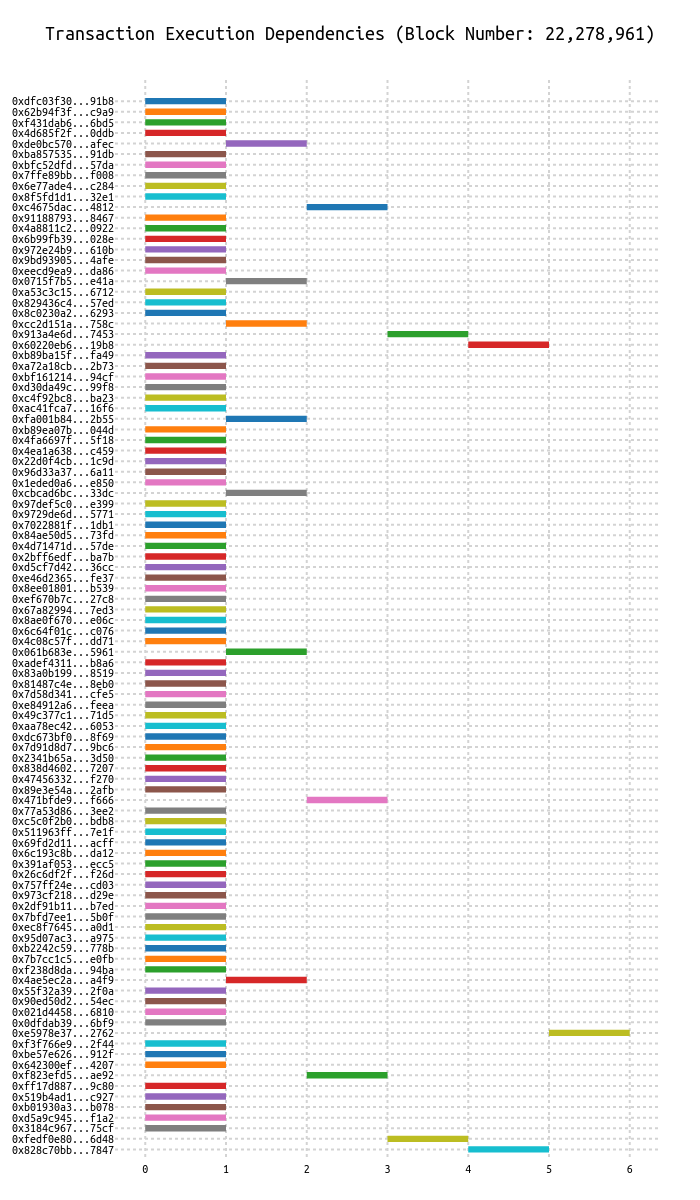 Transaction Execution Dependencies (Block Number: 22,278,961)
0xdfc03f30...91b8
0x62b94f3f...c9a9
0xf431dab6...6bd5
0x4d685f2f...0ddb
0xde0bc570...afec
0xba857535...91db
0xbfc52dfd...57da
0x7ffe89bb...f008
0x6e77ade4...c284
0x8f5fd1d1...32e1
0xc4675dac...4812
0x91188793...8467
0x4a8811c2...0922
0x6b99fb39...028e
0x972e24b9...610b
0x9bd93905...4afe
0xeecd9ea9...da86
0x0715f7b5...e41a
0xa53c3c15...6712
0x829436c4...57ed
0x8c0230a2...6293
0xcc2d151a...758c
0x913a4e6d...7453
0x60220eb6...19b8
0xb89ba15f...fa49
0xa72a18cb...2b73
0xbf161214...94cf
0xd30da49c...99f8
0xc4f92bc8...ba23
0xac41fca7...16f6
0xfa001b84...2b55
0xb89ea07b...044d
0x4fa6697f...5f18
0x4ea1a638...c459
0x22d0f4cb...1c9d
0x96d33a37...6a11
0x1eded0a6...e850
0xcbcad6bc...33dc
0x97def5c0...e399
0x9729de6d...5771
0x7022881f...1db1
0x84ae50d5...73fd
0x4d71471d...57de
0x2bff6edf...ba7b
0xd5cf7d42...36cc
0xe46d2365...fe37
0x8ee01801...b539
0xef670b7c...27c8
0x67a82994...7ed3
0x8ae0f670...e06c
0x6c64f01c...c076
0x4c08c57f...dd71
0x061b683e...5961
0xadef4311...b8a6
0x83a0b199...8519
0x81487c4e...8eb0
0x7d58d341...cfe5
0xe84912a6...feea
0x49c377c1...71d5
0xaa78ec42...6053
0xdc673bf0...8f69
0x7d91d8d7...9bc6
0x2341b65a...3d50
0x838d4602...7207
0x47456332...f270
0x89e3e54a...2afb
0x471bfde9...f666
0x77a53d86...3ee2
0xc5c0f2b0...bdb8
0x511963ff...7e1f
0x69fd2d11...acff
0x6c193c8b...da12
0x391af053...ecc5
0x26c6df2f...f26d
0x757ff24e...cd03
0x973cf218...d29e
0x2df91b11...b7ed
0x7bfd7ee1...5b0f
0xec8f7645...a0d1
0x95d07ac3...a975
0xb2242c59...778b
0x7b7cc1c5...e0fb
0xf238d8da...94ba
0x4ae5ec2a...a4f9
0x55f32a39...2f0a
0x90ed50d2...54ec
0x021d4458...6810
0x0dfdab39...6bf9
0xe5978e37...2762
0xf3f766e9...2f44
0xbe57e626...912f
0x642300ef...4207
0xf823efd5...ae92
0xff17d887...9c80
0x519b4ad1...c927
0xb01930a3...b078
0xd5a9c945...f1a2
0x3184c967...75cf
0xfedf0e80...6d48
0x828c70bb...7847
0 1 2 3 4 5 6